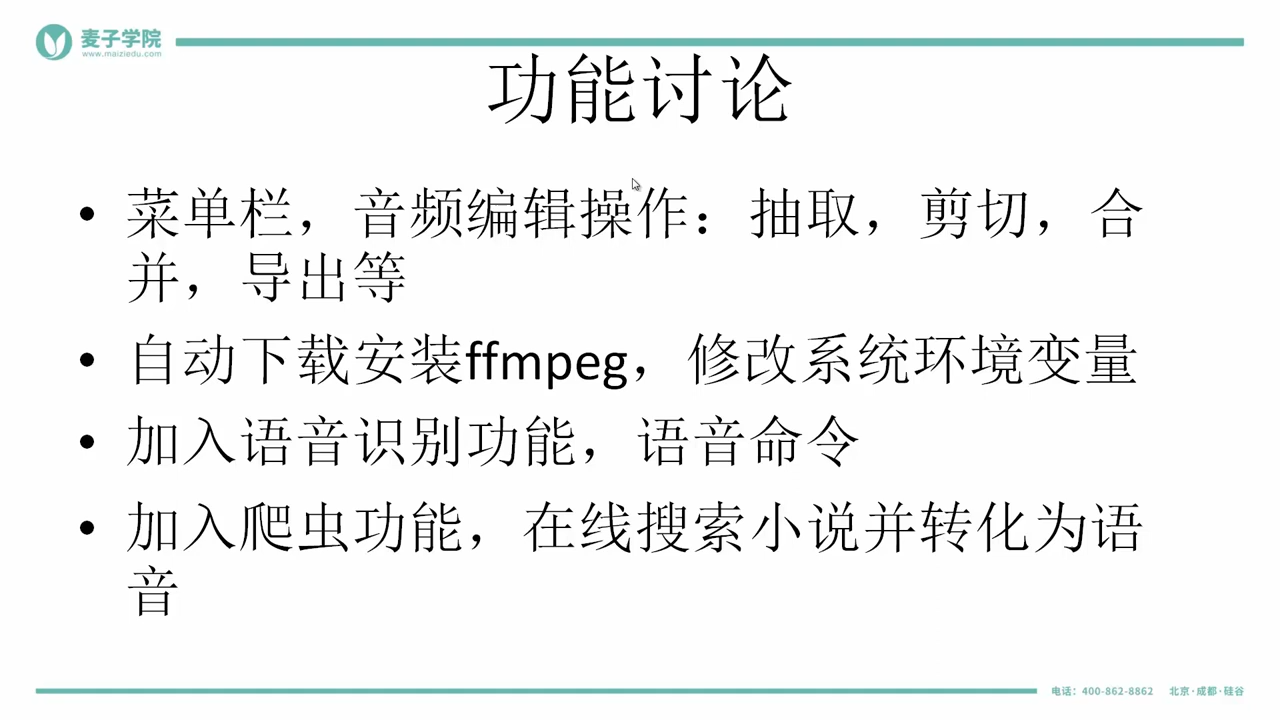 麦子学院
www.maiziedu.com
功能讨论
• 菜单栏，音频编辑操作：抽取，剪切，合
并，导出等
• 自动下载安装ffmpeg，修改系统环境变量
• 加入语音识别功能，语音命令
• 加入爬虫功能，在线搜索小说并转化为语
音
电话：400-862-8862 北京·成都·硅谷